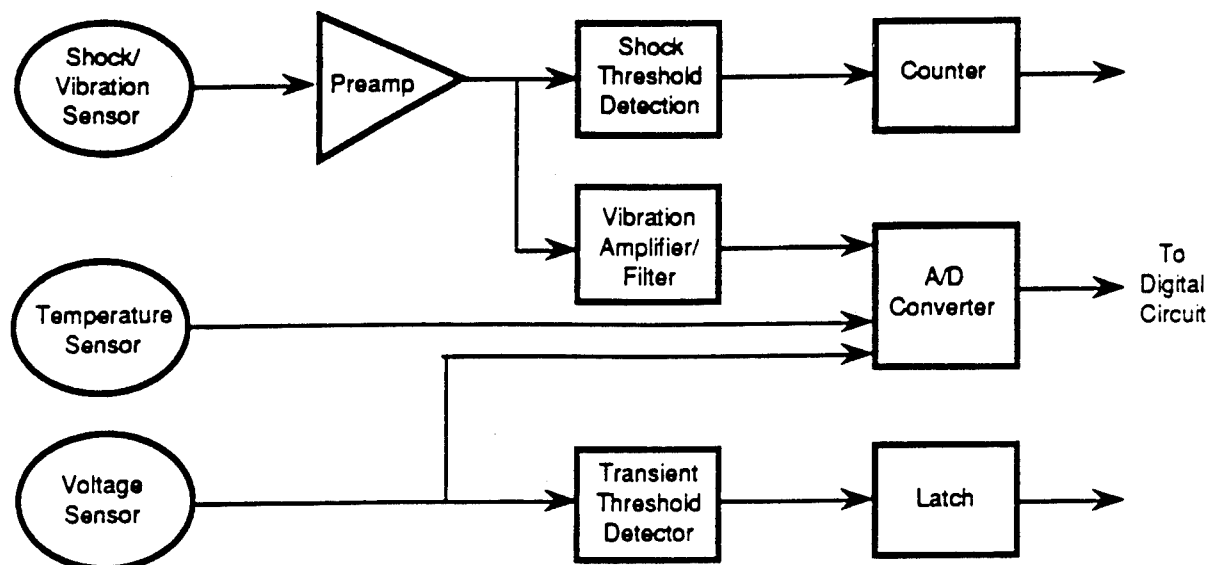 Shock/
Vibration
Sensor
Preamp
Shock
Threshold
Detection
Counter
Vibration
Amplifier/
Filter
A/D
Converter
To
Digital
Circuit
Temperature
Sensor
Voltage
Sensor
Transient
Threshold
Detector
Latch